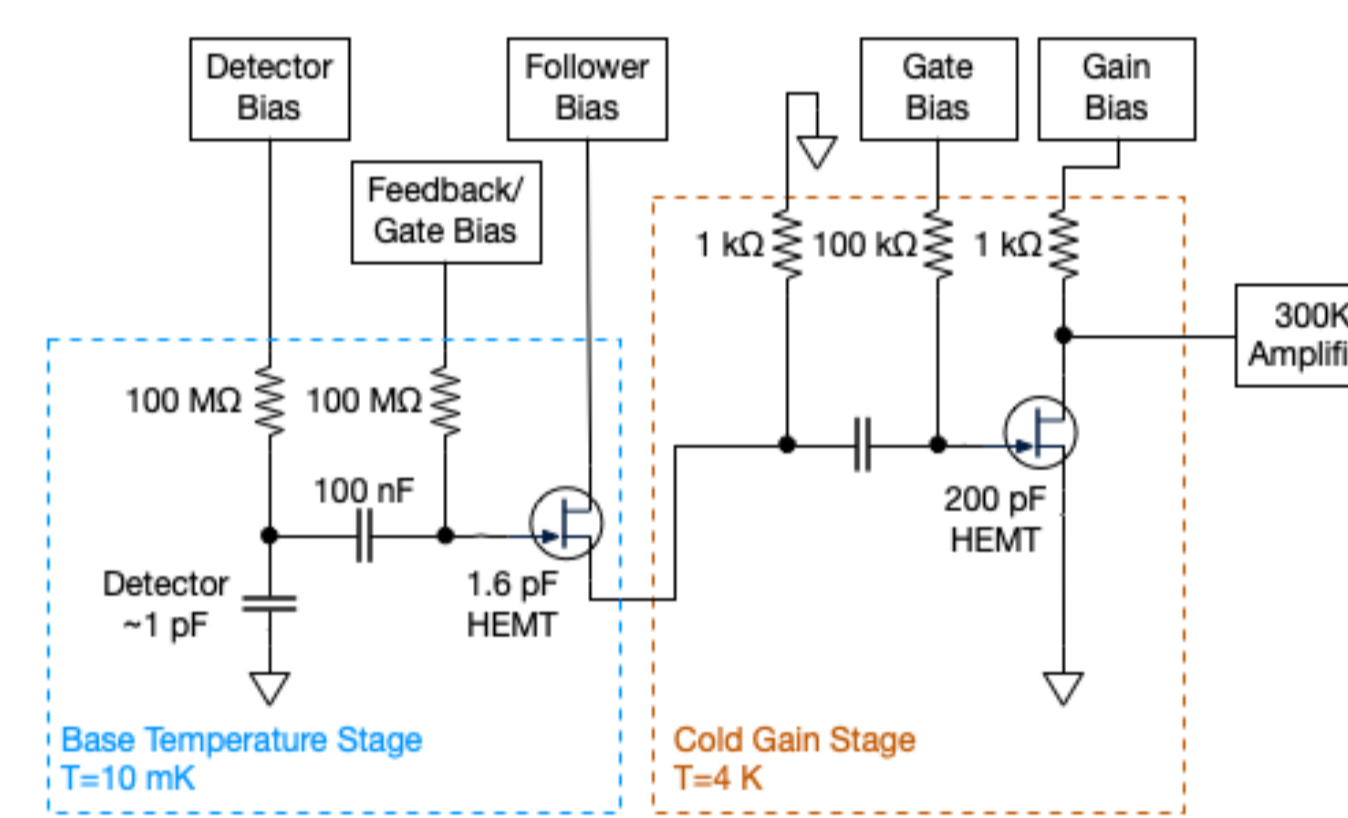 Detector
Bias
Follower
Bias
Gate
Bias
Gain
Bias
Feedback/
Gate Bias
1 kΩ
100 kΩ
1 kΩ
300K
Amplifi
100 MΩ
100 MΩ
100 nF
200 pF
HEMT
Detector
~1 pF
1.6 pF
HEMT
Base Temperature Stage
T=10 mK
Cold Gain Stage
T=4 K